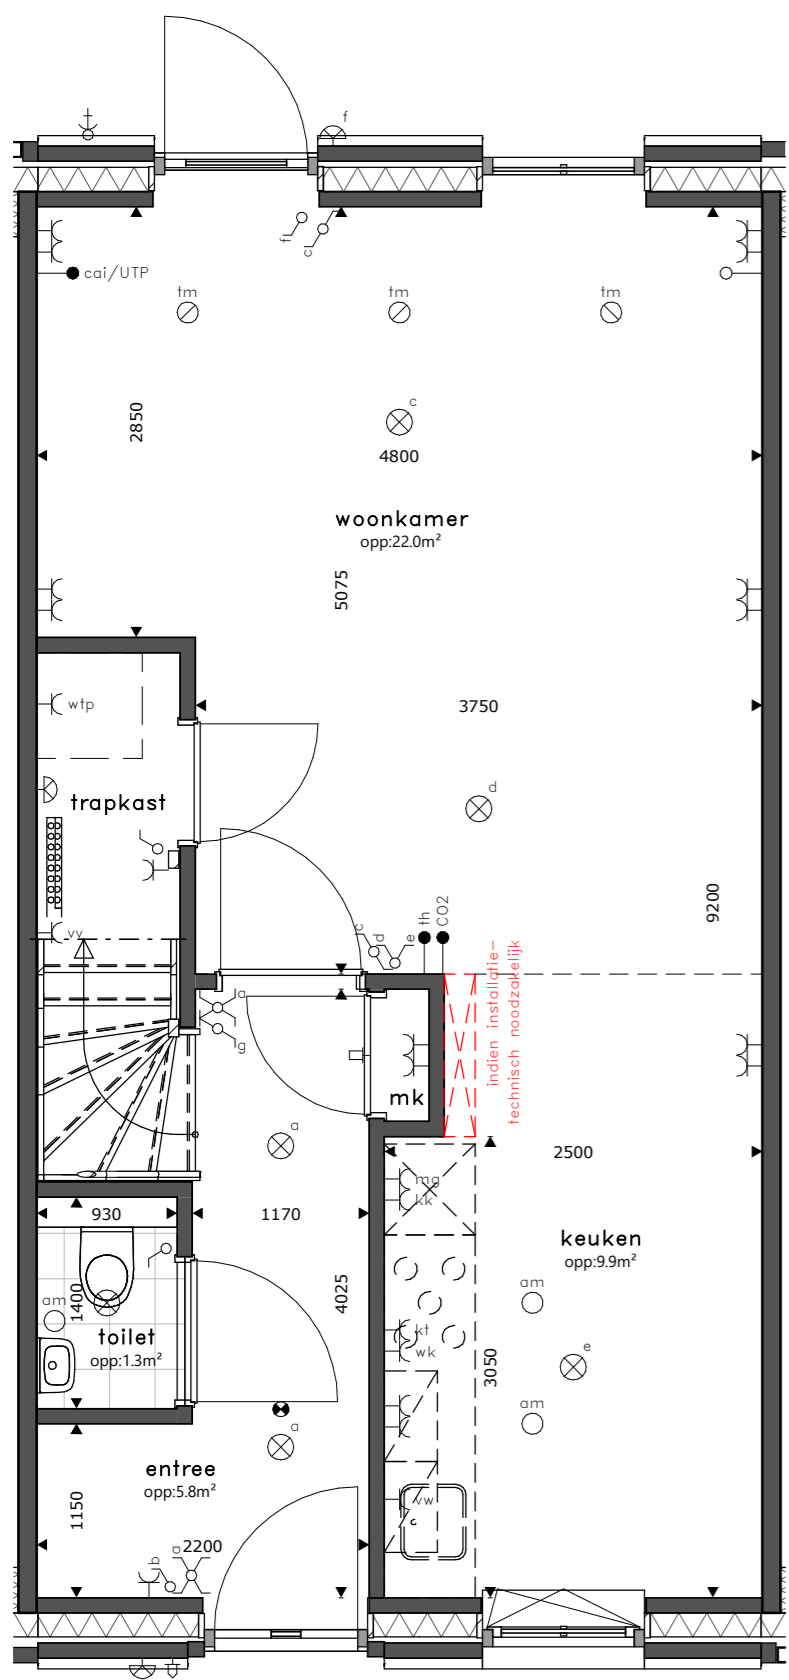 f
f
c
cai/UTP
tm
tm
tm
c
2850
4800
woonkamer
opp:22.0m²
5075
wtp
3750
trapkast
d
9200
vv
c
d
e
th
CO2
indien installatie-
technisch noodzakelijk
a
g
mk
a
2500
mg
kk
930
1170
keuken
opp:9.9m²
4025
am
am
1400
toilet
opp:1.3m²
kt
wk
e
3050
am
a
entree
opp:5.8m²
1150
vw
c
2200
b
a